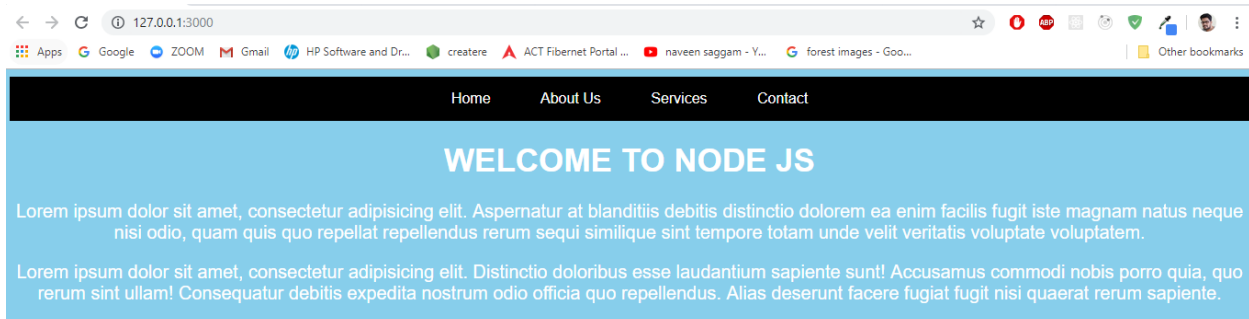 127.0.0.1:3000
ABP
Apps Google ZOOM Gmail hp HP Software and Dr... createre ACT Fibernet Portal ... naveen saggam - Y... forest images - Goo... Other bookmarks
Home About Us Services Contact
WELCOME TO NODE JS
Lorem ipsum dolor sit amet, consectetur adipisicing elit. Aspernatur at blanditiis debitis distinctio dolorem ea enim facilis fugit iste magnam natus neque
nisi odio, quam quis quo repellat repellendus rerum sequi similique sint tempore totam unde velit veritatis voluptate voluptatem.
Lorem ipsum dolor sit amet, consectetur adipisicing elit. Distinctio doloribus esse laudantium sapiente sunt! Accusamus commodi nobis porro quia, quo
rerum sint ullam! Consequatur debitis expedita nostrum odio officia quo repellendus. Alias deserunt facere fugiat fugit nisi quaerat rerum sapiente.